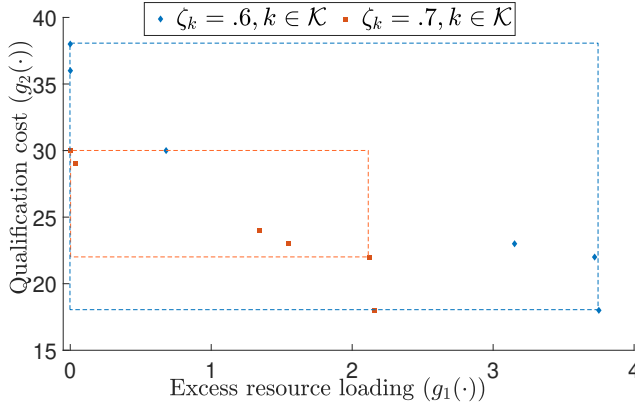 ζₖ = .6, k ∈ 𝒦 ζₖ = .7, k ∈ 𝒦
Qualification cost (g₂(·))
40
35
30
25
20
15
0 1 2 3 4
Excess resource loading (g₁(·))